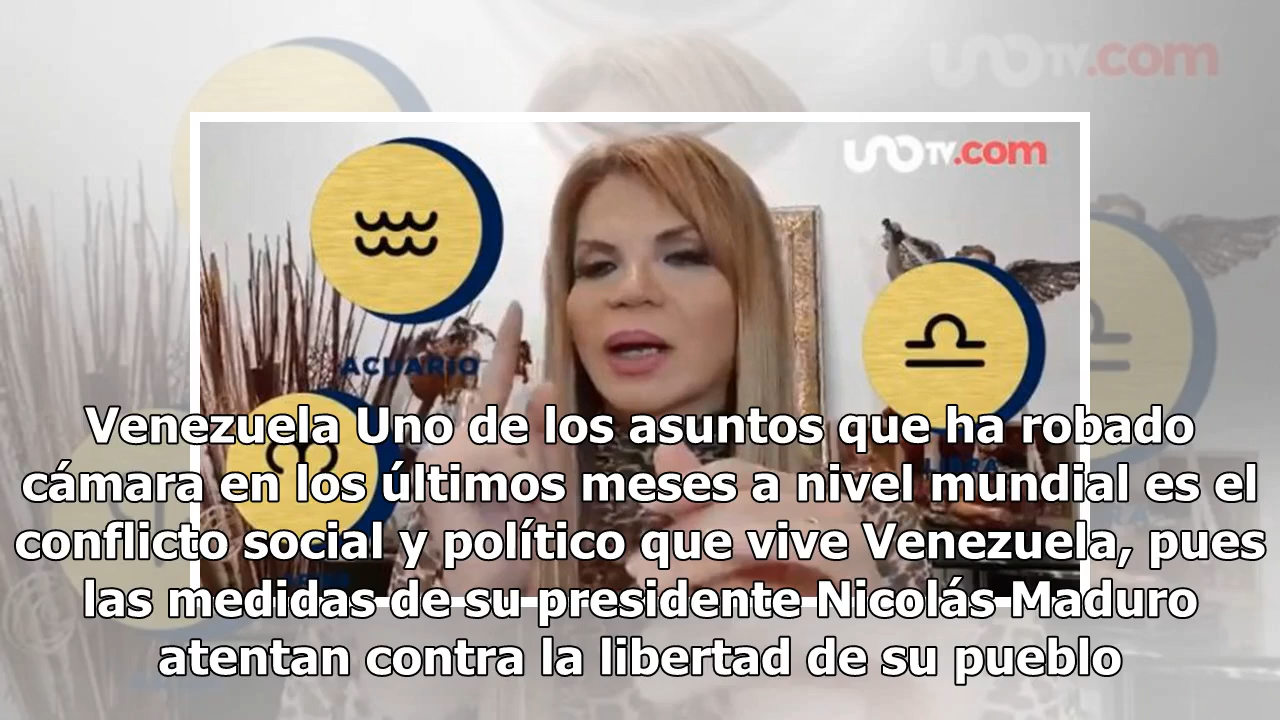 UNOTV.com
UNOTV.com
ACUARIO
LIBRA
Venezuela Uno de los asuntos que ha robado
cámara en los últimos meses a nivel mundial es el
conflicto social y político que vive Venezuela, pues
las medidas de su presidente Nicolás Maduro
atentan contra la libertad de su pueblo